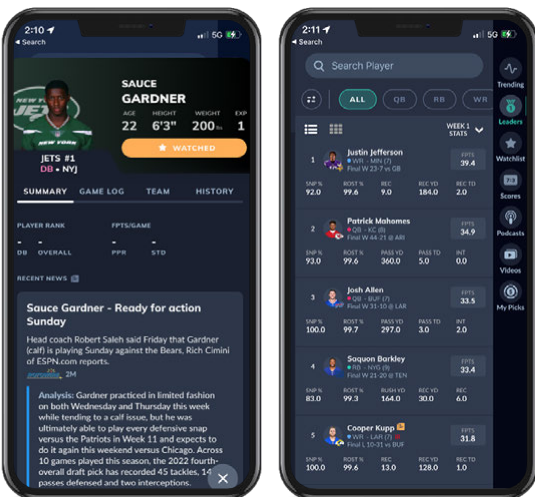 2:10
5G
Search
SAUCE
GARDNER
AGE HEIGHT WEIGHT EXP
22 6'3" 200 lbs 1
WATCHED
NEW YORK
JETS #1
DB • NYJ
SUMMARY GAME LOG TEAM HISTORY
PLAYER RANK FPTS/GAME
- - - -
DB OVERALL PPR STD
RECENT NEWS
Sauce Gardner - Ready for action
Sunday
Head coach Robert Saleh said Friday that Gardner
(calf) is playing Sunday against the Bears, Rich Cimini
of ESPN.com reports.
2M
Analysis: Gardner practiced in limited fashion
on both Wednesday and Thursday this week
while tending to a calf issue, but he was
ultimately able to play every defensive snap
versus the Patriots in Week 11 and expects to
do it again this weekend versus Chicago. Across
10 games played this season, the 2022 fourth-
overall draft pick has recorded 45 tackles, 14
passes defensed and two interceptions.
2:11
5G
Search
Search Player
ALL QB RB WR
WEEK 1
STATS
1 Justin Jefferson
WR - MIN (7)
Final W 23-7 vs GB
FPTS
39.4
SNP % ROST % REC REC YD REC TD
92.0 99.6 9.0 184.0 2.0
2 Patrick Mahomes
QB - KC (8)
Final W 44-21 @ ARI
FPTS
34.9
SNP % ROST % PASS YD PASS TD INT
93.0 99.6 360.0 5.0 0.0
3 Josh Allen
QB - BUF (7)
Final W 31-10 @ LAR
FPTS
33.5
SNP % ROST % PASS YD PASS TD INT
100.0 99.7 297.0 3.0 2.0
4 Saquon Barkley
RB - NYG (9)
Final W 21-20 @ TEN
FPTS
33.4
SNP % ROST % RUSH YD REC YD REC
83.0 99.3 164.0 30.0 6.0
5 Cooper Kupp
WR - LAR (7)
Final L 10-31 vs BUF
FPTS
31.8
SNP % ROST % REC REC YD REC TD
100.0 99.6 13.0 128.0 1.0
Trending
Leaders
Watchlist
Scores
Podcasts
Videos
My Picks